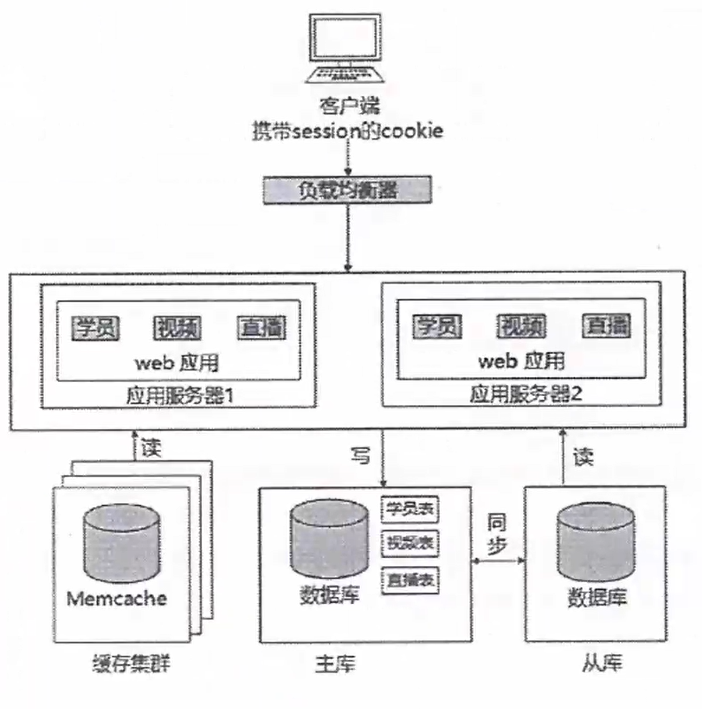 客户端
携带session的cookie
负载均衡器
学员 视频 直播
web 应用
应用服务器1
学员 视频 直播
web 应用
应用服务器2
读
写
读
Memcache
缓存集群
数据库
学员表
视频表
直播表
主库
同步
数据库
从库